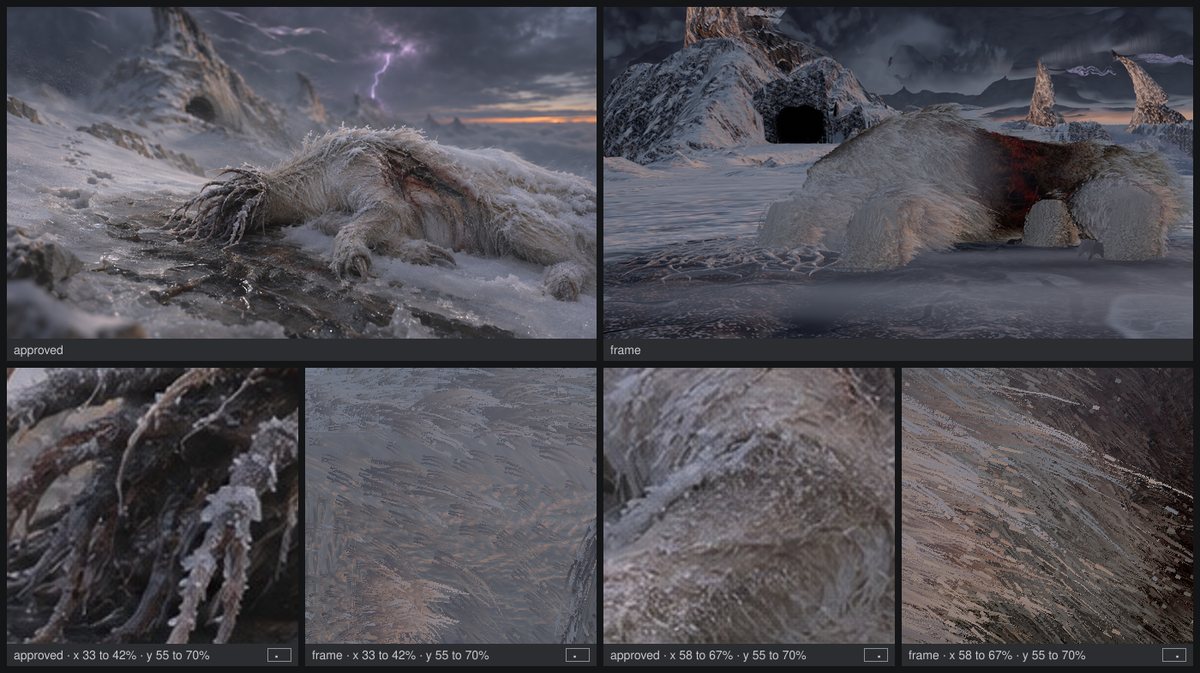 approved
frame
approved · x 33 to 42% · y 55 to 70%
frame · x 33 to 42% · y 55 to 70%
approved · x 58 to 67% · y 55 to 70%
frame · x 58 to 67% · y 55 to 70%